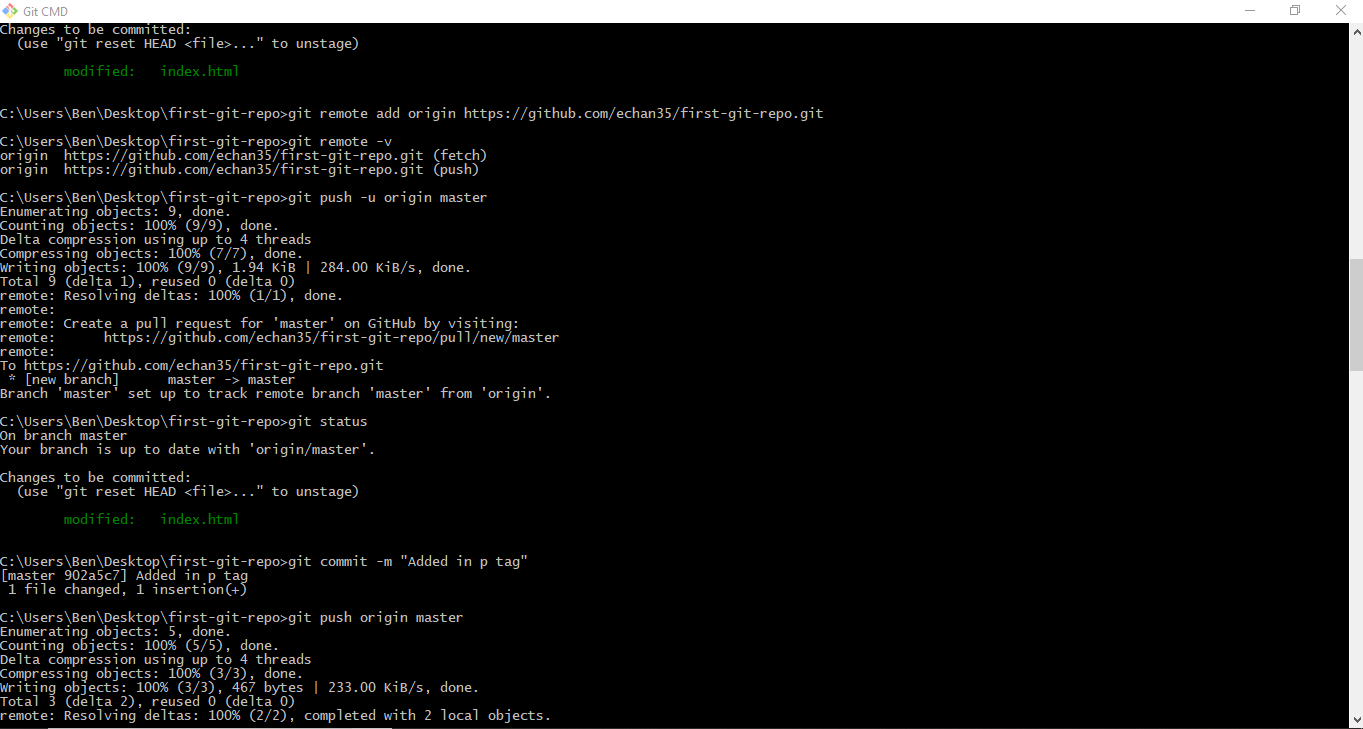 Git CMD
Changes to be committed:
  (use "git reset HEAD <file>..." to unstage)
        modified:   index.html
C:\Users\Ben\Desktop\first-git-repo>git remote add origin https://github.com/echan35/first-git-repo.git
C:\Users\Ben\Desktop\first-git-repo>git remote -v
origin  https://github.com/echan35/first-git-repo.git (fetch)
origin  https://github.com/echan35/first-git-repo.git (push)
C:\Users\Ben\Desktop\first-git-repo>git push -u origin master
Enumerating objects: 9, done.
Counting objects: 100% (9/9), done.
Delta compression using up to 4 threads
Compressing objects: 100% (7/7), done.
Writing objects: 100% (9/9), 1.94 KiB | 284.00 KiB/s, done.
Total 9 (delta 1), reused 0 (delta 0)
remote: Resolving deltas: 100% (1/1), done.
remote:
remote: Create a pull request for 'master' on GitHub by visiting:
remote:      https://github.com/echan35/first-git-repo/pull/new/master
remote:
To https://github.com/echan35/first-git-repo.git
 * [new branch]      master -> master
Branch 'master' set up to track remote branch 'master' from 'origin'.
C:\Users\Ben\Desktop\first-git-repo>git status
On branch master
Your branch is up to date with 'origin/master'.
Changes to be committed:
  (use "git reset HEAD <file>..." to unstage)
        modified:   index.html
C:\Users\Ben\Desktop\first-git-repo>git commit -m "Added in p tag"
[master 902a5c7] Added in p tag
 1 file changed, 1 insertion(+)
C:\Users\Ben\Desktop\first-git-repo>git push origin master
Enumerating objects: 5, done.
Counting objects: 100% (5/5), done.
Delta compression using up to 4 threads
Compressing objects: 100% (3/3), done.
Writing objects: 100% (3/3), 467 bytes | 233.00 KiB/s, done.
Total 3 (delta 2), reused 0 (delta 0)
remote: Resolving deltas: 100% (2/2), completed with 2 local objects.